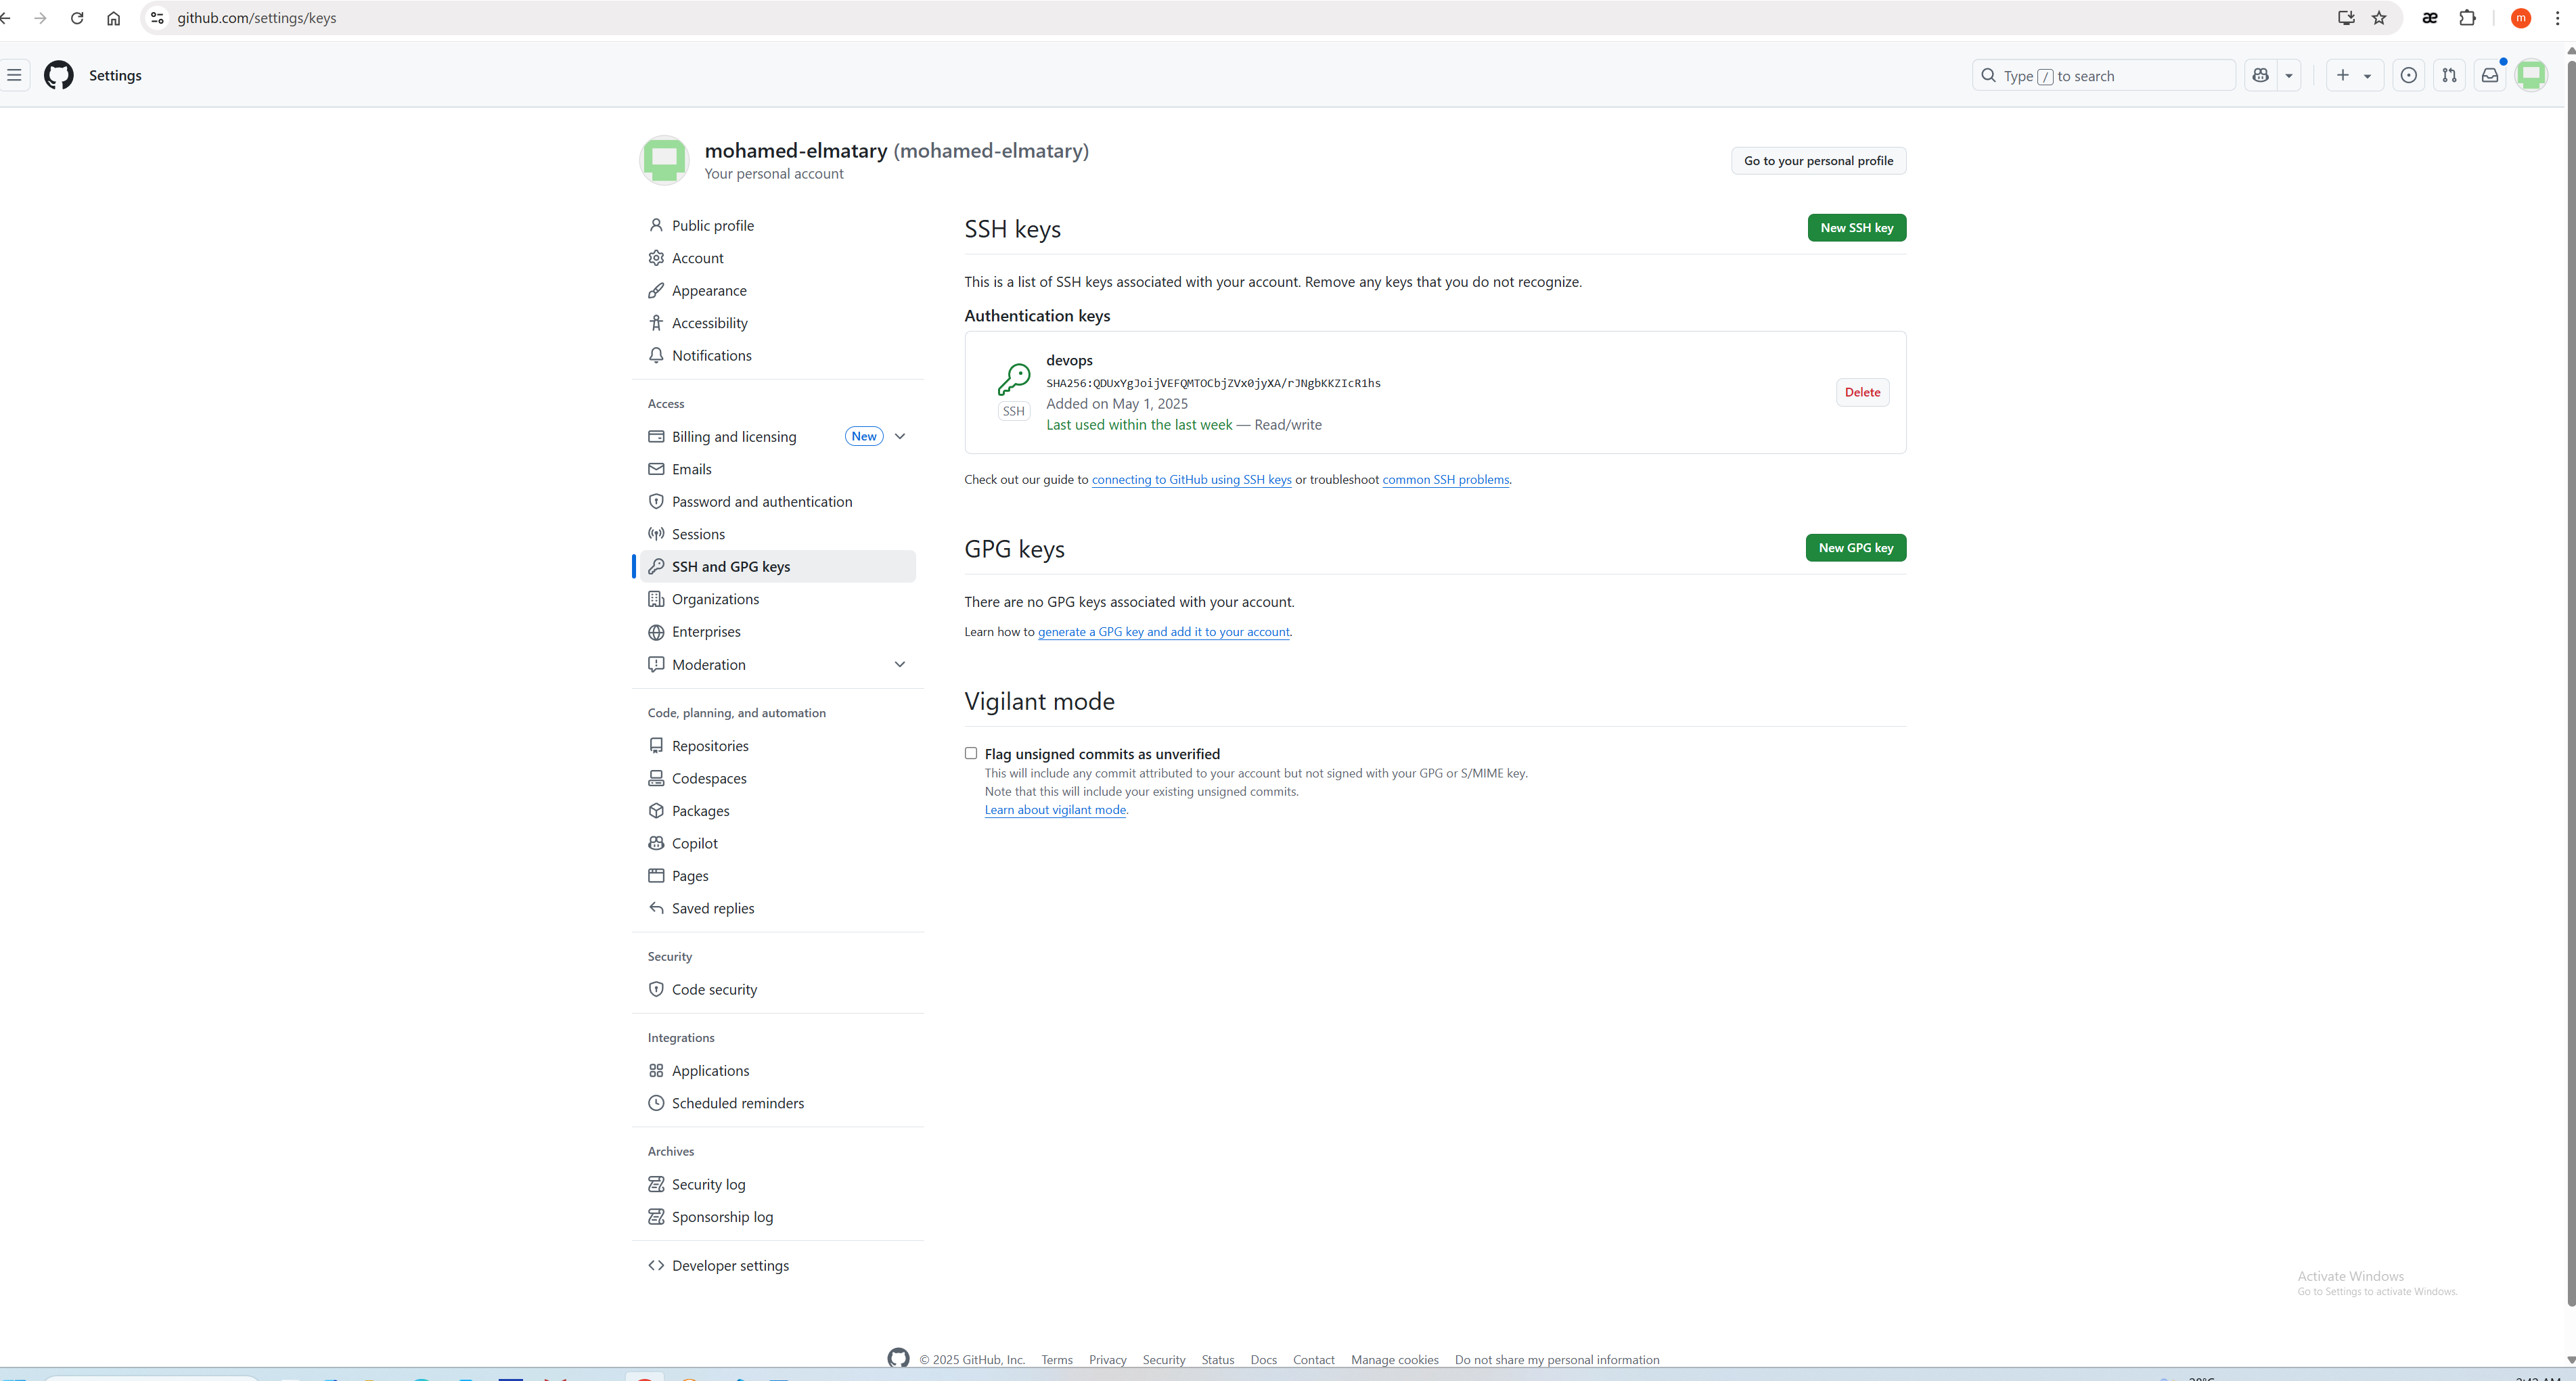 github.com/settings/keys
m
Settings
Type / to search
mohamed-elmatary (mohamed-elmatary)
Your personal account
Go to your personal profile
Public profile
Account
Appearance
Accessibility
Notifications
Access
Billing and licensing New
Emails
Password and authentication
Sessions
SSH and GPG keys
Organizations
Enterprises
Moderation
Code, planning, and automation
Repositories
Codespaces
Packages
Copilot
Pages
Saved replies
Security
Code security
Integrations
Applications
Scheduled reminders
Archives
Security log
Sponsorship log
Developer settings
SSH keys
New SSH key
This is a list of SSH keys associated with your account. Remove any keys that you do not recognize.
Authentication keys
devops
SHA256:QDUxYgJoijVEFQMTOCbjZVx0jyXA/rJNgbKKZIcR1hs
SSH
Added on May 1, 2025
Last used within the last week — Read/write
Delete
Check out our guide to connecting to GitHub using SSH keys or troubleshoot common SSH problems.
GPG keys
New GPG key
There are no GPG keys associated with your account.
Learn how to generate a GPG key and add it to your account.
Vigilant mode
Flag unsigned commits as unverified
This will include any commit attributed to your account but not signed with your GPG or S/MIME key.
Note that this will include your existing unsigned commits.
Learn about vigilant mode.
Activate Windows
Go to Settings to activate Windows.
© 2025 GitHub, Inc. Terms Privacy Security Status Docs Contact Manage cookies Do not share my personal information